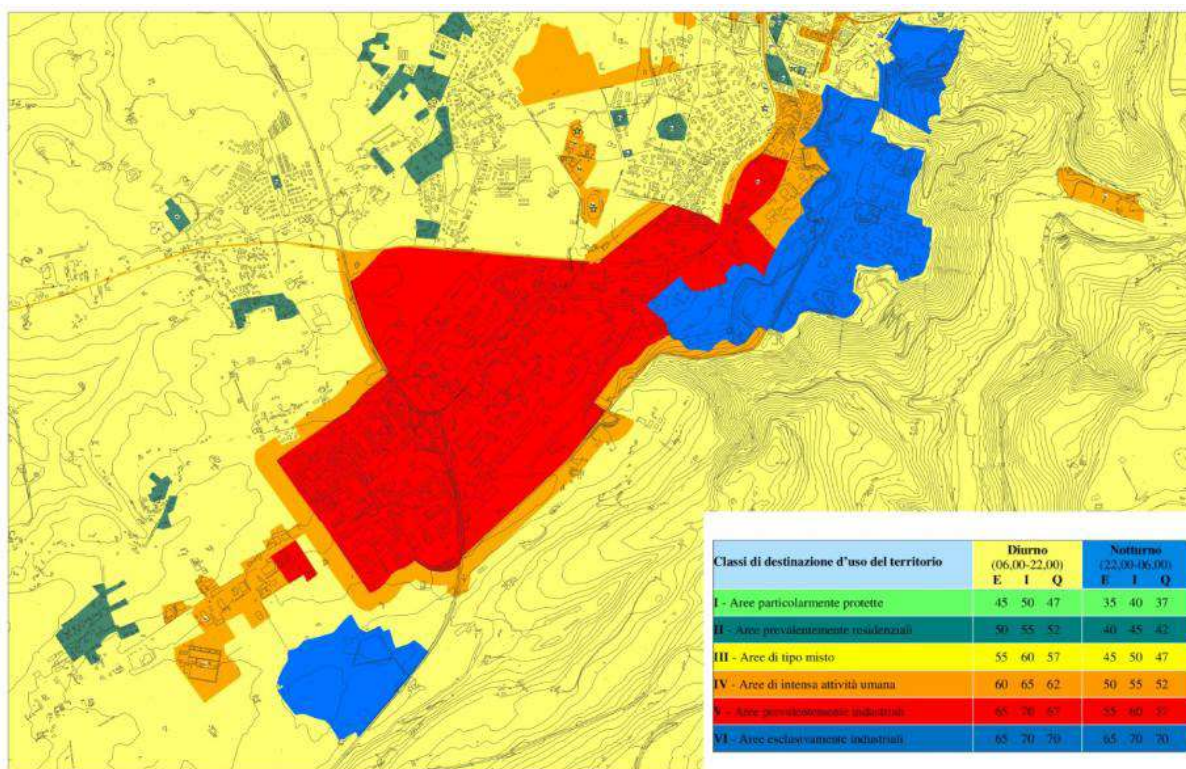 Classi di destinazione d'uso del territorio Diurno Notturno
(06,00-22,00) (22,00-06,00)
E I Q E I Q
I - Aree particolarmente protette 45 50 47 35 40 37
II - Aree prevalentemente residenziali 50 55 52 40 45 42
III - Aree di tipo misto 55 60 57 45 50 47
IV - Aree di intensa attività umana 60 65 62 50 55 52
V - Aree prevalentemente industriali 65 70 67 55 60 57
VI - Aree esclusivamente industriali 65 70 70 65 70 70